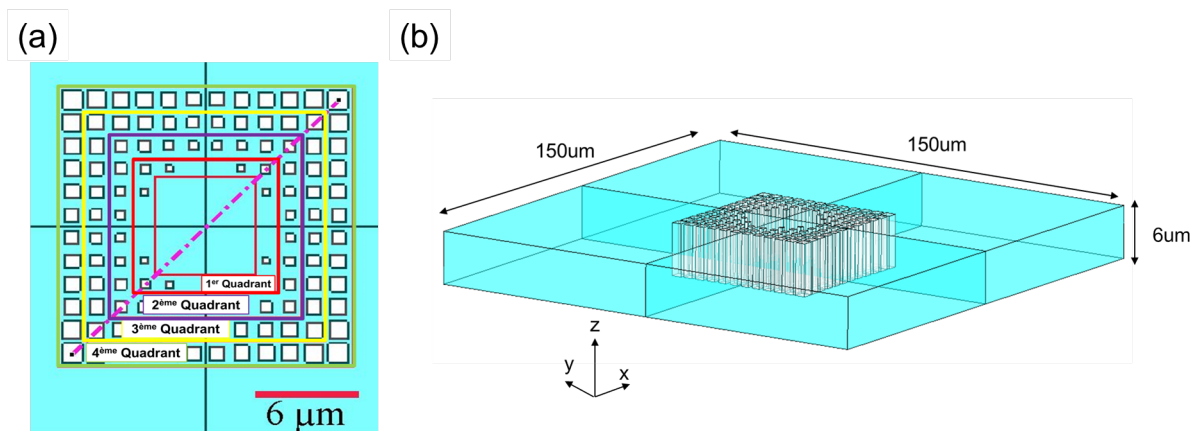 (a)
1er Quadrant
2ème Quadrant
3ème Quadrant
4ème Quadrant
6 μm
(b)
150um
150um
6um
z
y
x